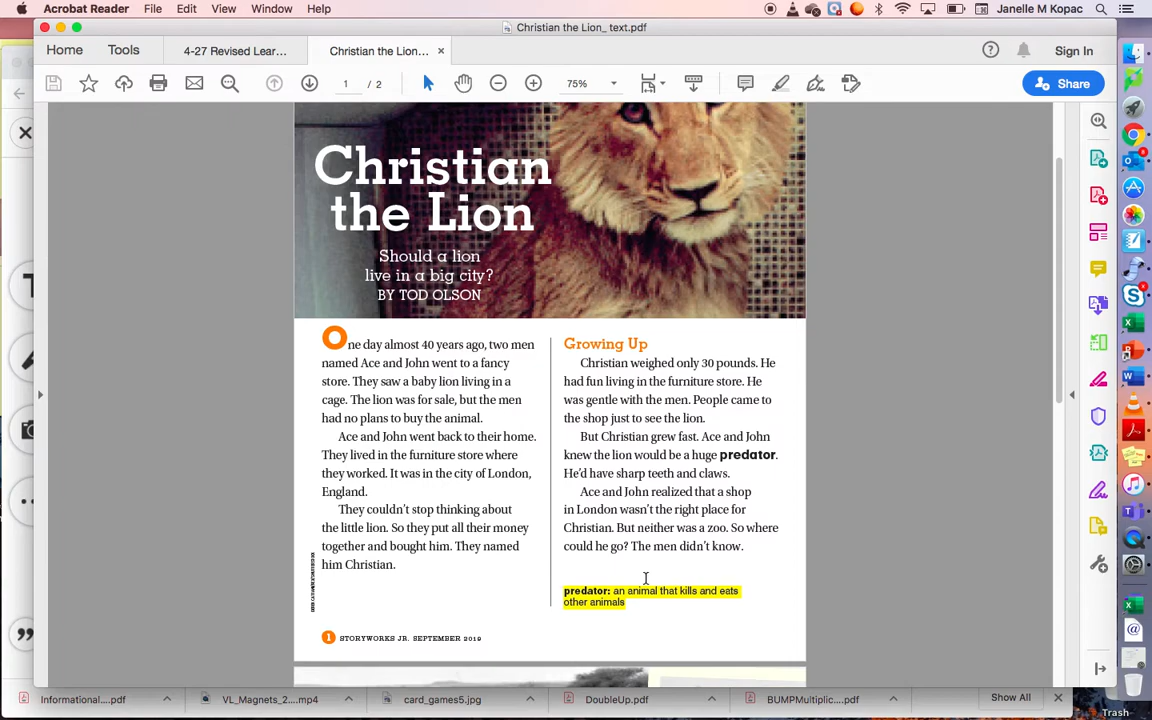 Acrobat Reader File Edit View Window Help Janelle M Kopac
Christian the Lion_ text.pdf
Home Tools 4-27 Revised Lear... Christian the Lion... × Sign In
1 / 2 75% Share
Christian
the Lion
Should a lion
live in a big city?
BY TOD OLSON
One day almost 40 years ago, two men
named Ace and John went to a fancy
store. They saw a baby lion living in a
cage. The lion was for sale, but the men
had no plans to buy the animal.
Ace and John went back to their home.
They lived in the furniture store where
they worked. It was in the city of London,
England.
They couldn't stop thinking about
the little lion. So they put all their money
together and bought him. They named
him Christian.
Growing Up
Christian weighed only 30 pounds. He
had fun living in the furniture store. He
was gentle with the men. People came to
the shop just to see the lion.
But Christian grew fast. Ace and John
knew the lion would be a huge predator.
He'd have sharp teeth and claws.
Ace and John realized that a shop
in London wasn't the right place for
Christian. But neither was a zoo. So where
could he go? The men didn't know.
predator: an animal that kills and eats
other animals
1 STORYWORKS JR. SEPTEMBER 2019
Informational....pdf VL_Magnets_2....mp4 card_games5.jpg DoubleUp.pdf BUMPMultiplic....pdf Show All
Trash